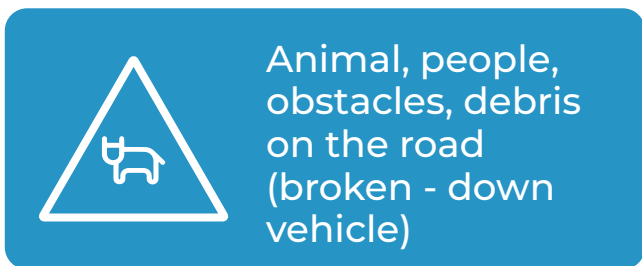 Animal, people,
obstacles, debris
on the road
(broken - down
vehicle)